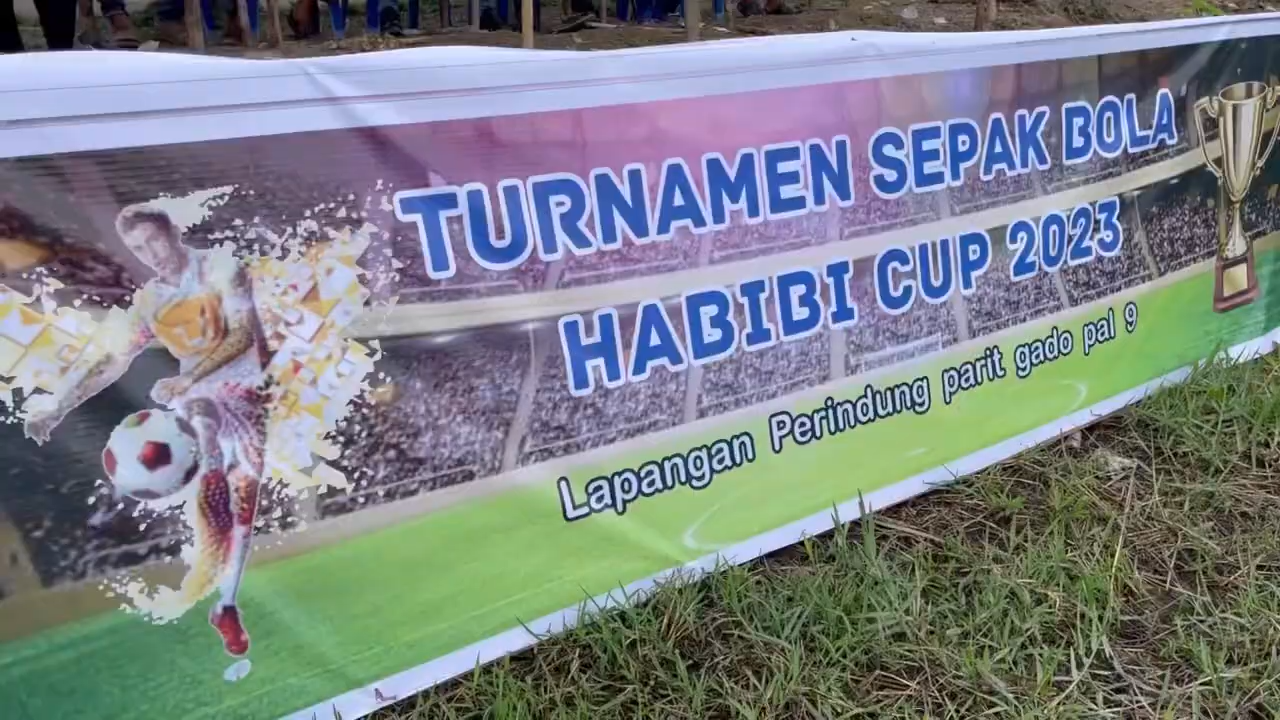 TURNAMEN SEPAK BOLA
HABIBI CUP 2023
Lapangan Perindung parit gado pal 9